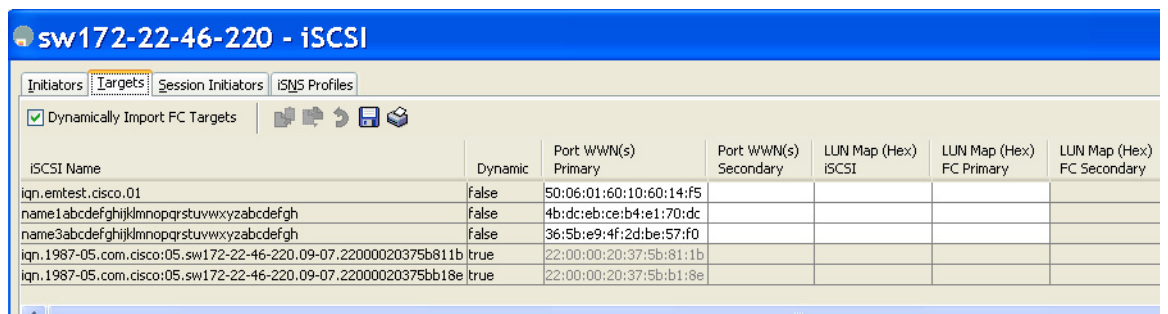 sw172-22-46-220 - iSCSI
Initiators Targets Session Initiators iSNS Profiles
Dynamically Import FC Targets
iSCSI Name Dynamic Port WWN(s) Primary Port WWN(s) Secondary LUN Map (Hex) iSCSI LUN Map (Hex) FC Primary LUN Map (Hex) FC Secondary
iqn.emtest.cisco.01 false 50:06:01:60:10:60:14:f5
name1abcdefghijklmnopqrstuvwxyzabcdefgh false 4b:dc:eb:ce:b4:e1:70:dc
name3abcdefghijklmnopqrstuvwxyzabcdefgh false 36:5b:e9:4f:2d:be:57:f0
iqn.1987-05.com.cisco:05.sw172-22-46-220.09-07.22000020375b811b true 22:00:00:20:37:5b:81:1b
iqn.1987-05.com.cisco:05.sw172-22-46-220.09-07.22000020375bb18e true 22:00:00:20:37:5b:b1:8e